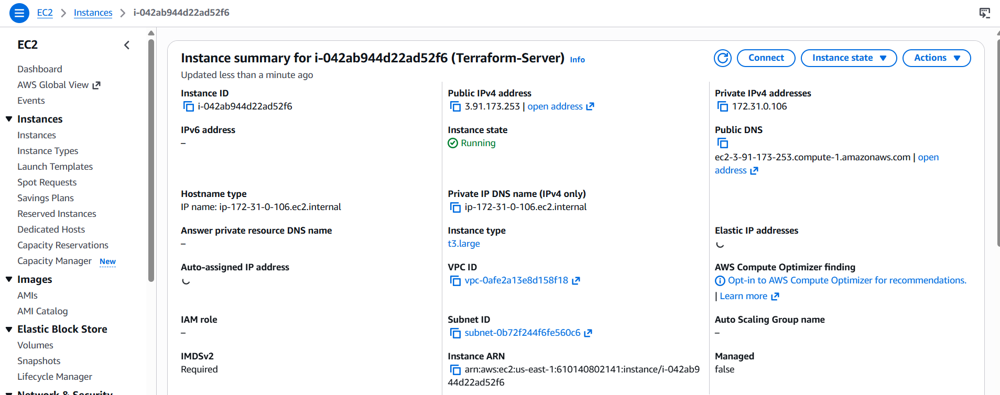 EC2 > Instances > i-042ab944d22ad52f6
EC2
Dashboard
AWS Global View
Events
Instances
Instances
Instance Types
Launch Templates
Spot Requests
Savings Plans
Reserved Instances
Dedicated Hosts
Capacity Reservations
Capacity Manager New
Images
AMIs
AMI Catalog
Elastic Block Store
Volumes
Snapshots
Lifecycle Manager
Network & Security
Instance summary for i-042ab944d22ad52f6 (Terraform-Server) Info
Connect
Instance state
Actions
Updated less than a minute ago
Instance ID
i-042ab944d22ad52f6
Public IPv4 address
3.91.173.253 | open address
Private IPv4 addresses
172.31.0.106
IPv6 address
–
Instance state
Running
Public DNS
ec2-3-91-173-253.compute-1.amazonaws.com | open
address
Hostname type
IP name: ip-172-31-0-106.ec2.internal
Private IP DNS name (IPv4 only)
ip-172-31-0-106.ec2.internal
Answer private resource DNS name
–
Instance type
t3.large
Elastic IP addresses
Auto-assigned IP address
VPC ID
vpc-0afe2a13e8d158f18
AWS Compute Optimizer finding
Opt-in to AWS Compute Optimizer for recommendations.
| Learn more
IAM role
–
Subnet ID
subnet-0b72f244f6fe560c6
Auto Scaling Group name
–
IMDSv2
Required
Instance ARN
arn:aws:ec2:us-east-1:610140802141:instance/i-042ab9
44d22ad52f6
Managed
false